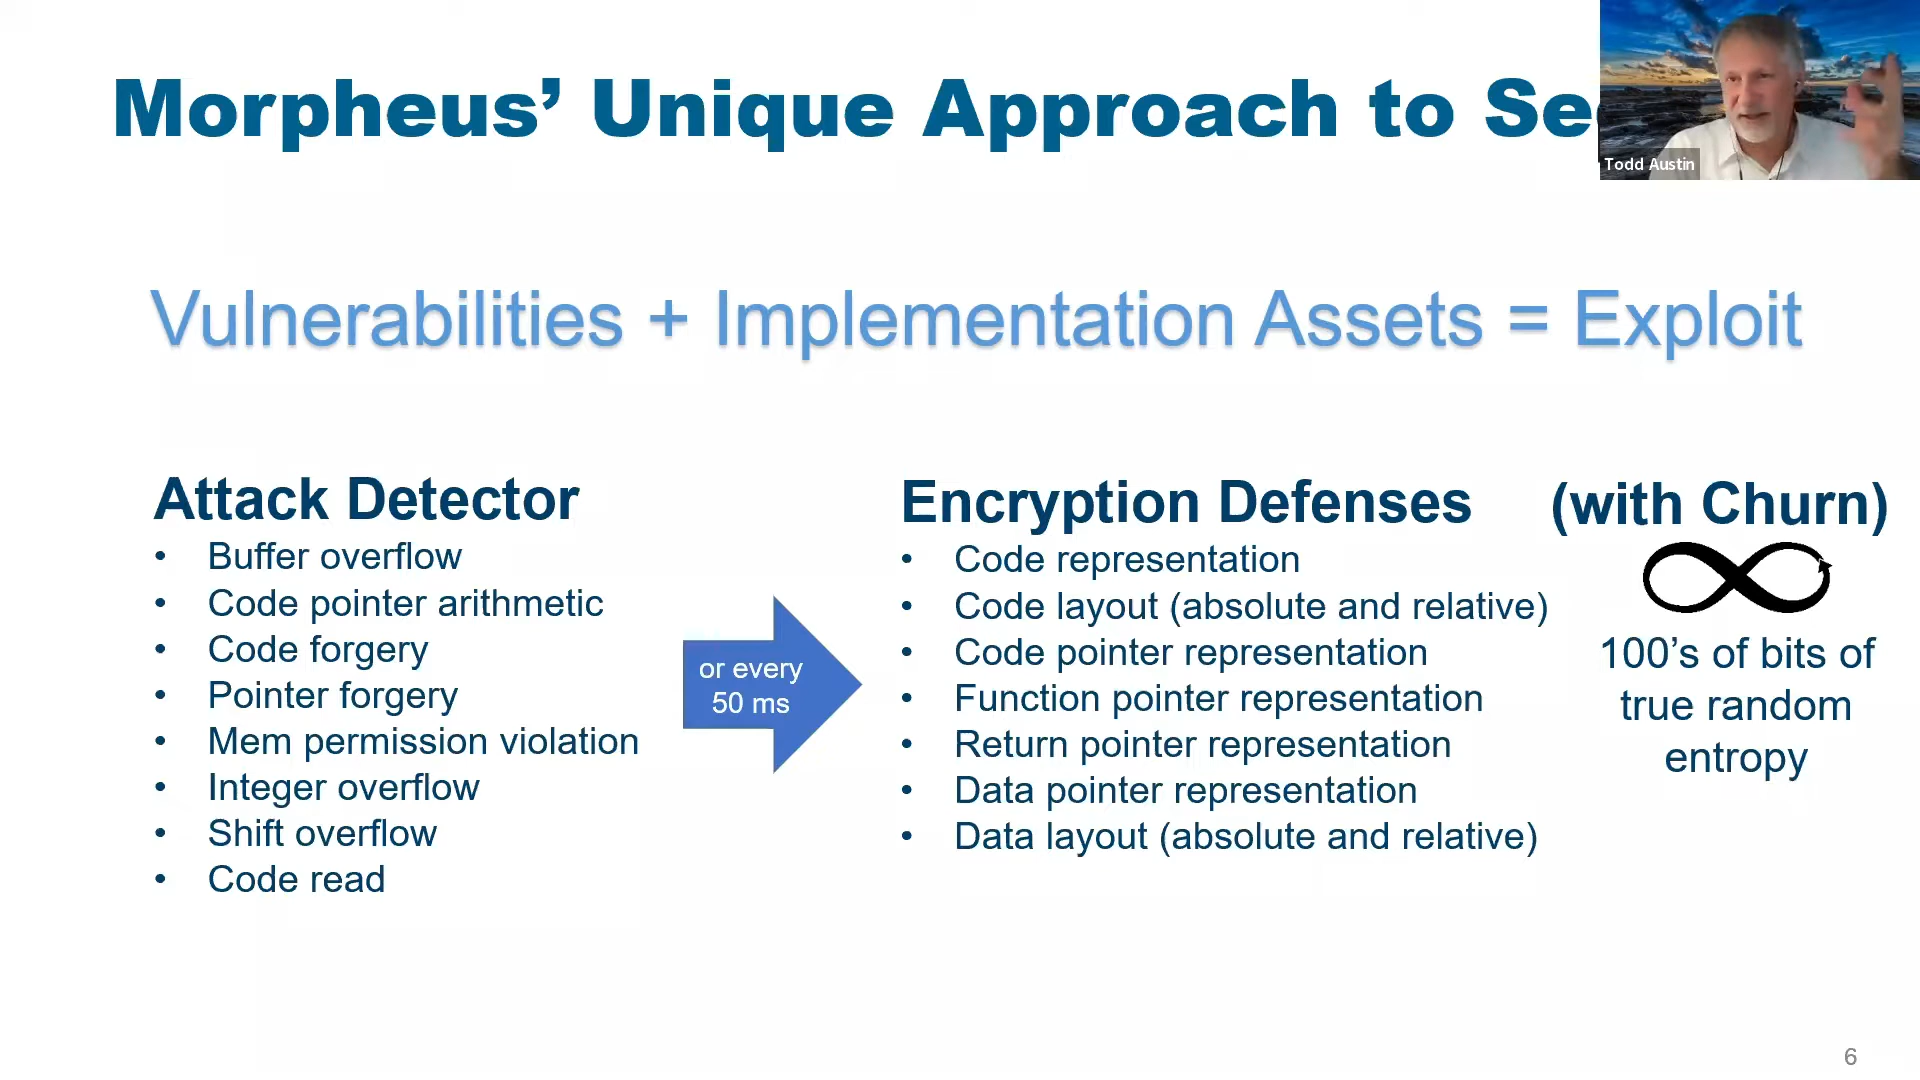 Morpheus’ Unique Approach to Se
Todd Austin
Vulnerabilities + Implementation Assets = Exploit
Attack Detector
• Buffer overflow
• Code pointer arithmetic
• Code forgery
• Pointer forgery
• Mem permission violation
• Integer overflow
• Shift overflow
• Code read
or every
50 ms
Encryption Defenses
• Code representation
• Code layout (absolute and relative)
• Code pointer representation
• Function pointer representation
• Return pointer representation
• Data pointer representation
• Data layout (absolute and relative)
(with Churn)
100’s of bits of
true random
entropy
6